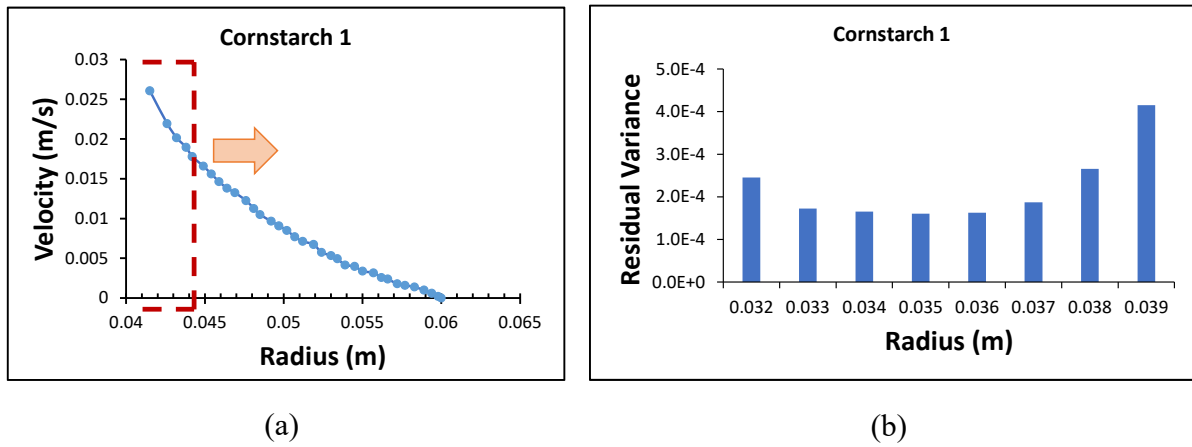 Cornstarch 1
0.03
0.025
0.02
0.015
0.01
0.005
0
Velocity (m/s)
0.04 0.045 0.05 0.055 0.06 0.065
Radius (m)
(a)
Cornstarch 1
5.0E-4
4.0E-4
3.0E-4
2.0E-4
1.0E-4
0.0E+0
Residual Variance
0.032 0.033 0.034 0.035 0.036 0.037 0.038 0.039
Radius (m)
(b)